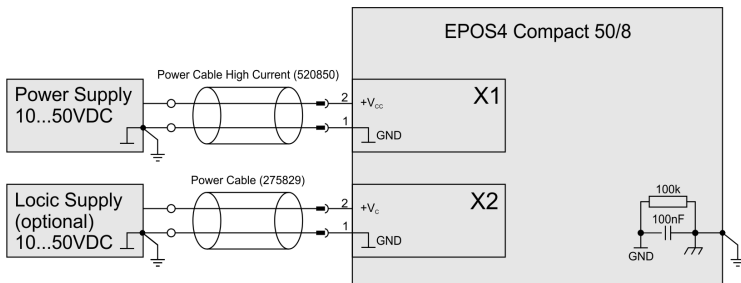 EPOS4 Compact 50/8
Power Cable High Current (520850)
Power Supply
10...50VDC
2
+Vcc
X1
1
GND
Power Cable (275829)
Locic Supply
(optional)
10...50VDC
2
+Vc
X2
1
GND
100k
100nF
GND